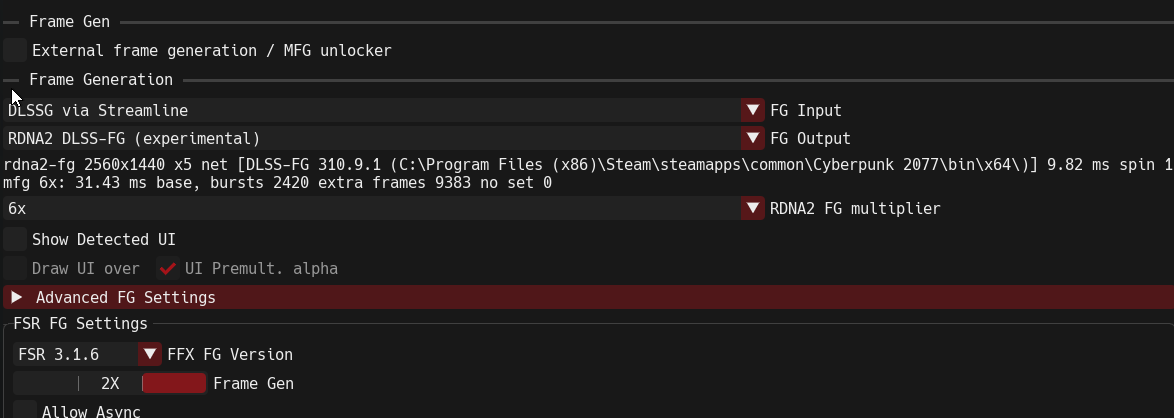 Frame Gen
External frame generation / MFG unlocker
Frame Generation
DLSSG via Streamline FG Input
RDNA2 DLSS-FG (experimental) FG Output
rdna2-fg 2560x1440 x5 net [DLSS-FG 310.9.1 (C:\Program Files (x86)\Steam\steamapps\common\Cyberpunk 2077\bin\x64\)] 9.82 ms spin 1
mfg 6x: 31.43 ms base, bursts 2420 extra frames 9383 no set 0
6x RDNA2 FG multiplier
Show Detected UI
Draw UI over UI Premult. alpha
Advanced FG Settings
FSR FG Settings
FSR 3.1.6 FFX FG Version
2X Frame Gen
Allow Async